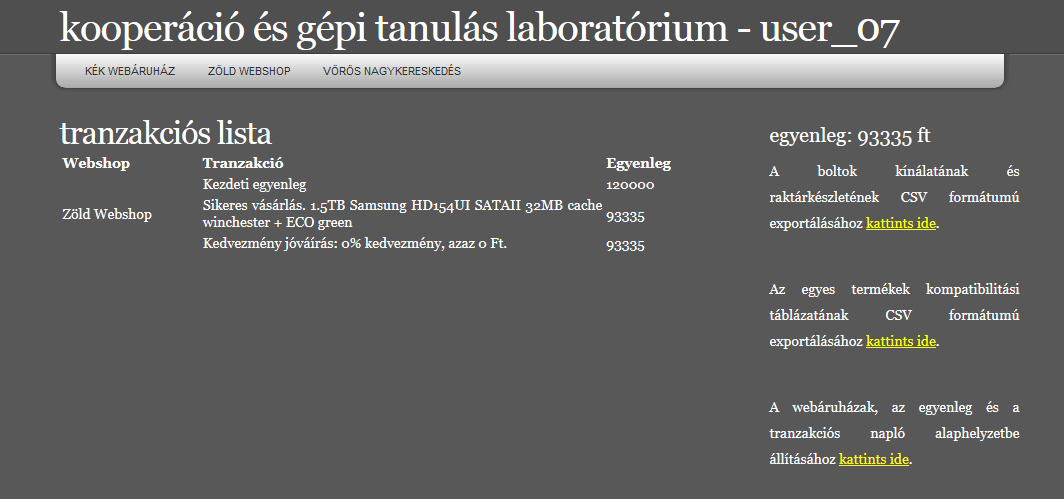 kooperáció és gépi tanulás laboratórium - user_07
KÉK WEBÁRUHÁZ ZÖLD WEBSHOP VÖRÖS NAGYKERESKEDÉS
tranzakciós lista
Webshop Tranzakció Egyenleg
Kezdeti egyenleg 120000
Zöld Webshop Sikeres vásárlás. 1.5TB Samsung HD154UI SATAII 32MB cache
winchester + ECO green 93335
Kedvezmény jóváírás: 0% kedvezmény, azaz 0 Ft. 93335
egyenleg: 93335 ft
A boltok kínálatának és
raktárkészletének CSV formátumú
exportálásához kattints ide.
Az egyes termékek kompatibilitási
táblázatának CSV formátumú
exportálásához kattints ide.
A webáruházak, az egyenleg és a
tranzakciós napló alaphelyzetbe
állításához kattints ide.